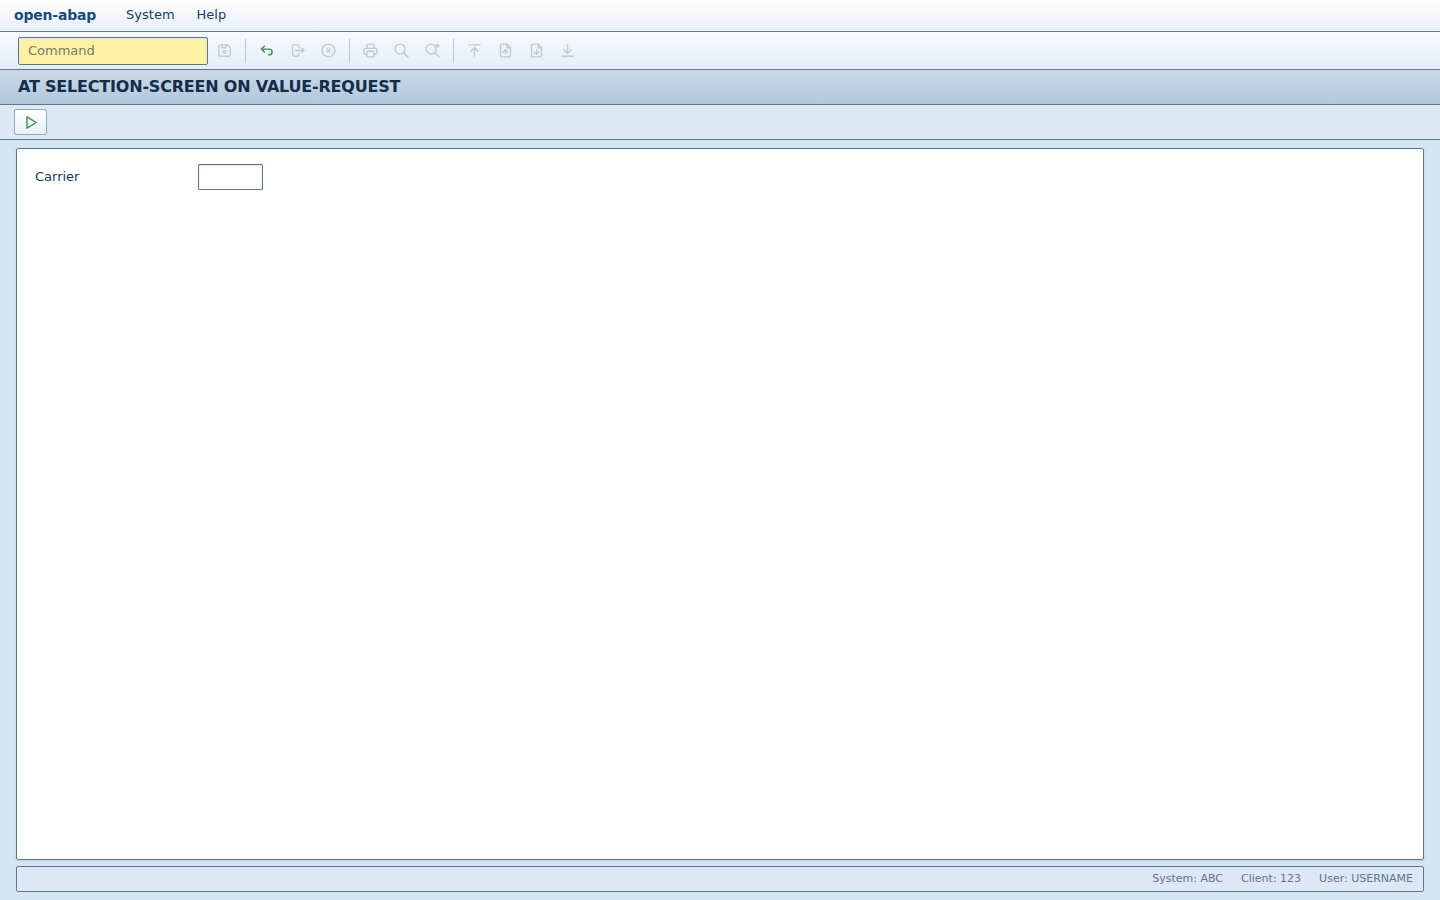 open-abap System Help
Command
AT SELECTION-SCREEN ON VALUE-REQUEST
Carrier
System: ABC Client: 123 User: USERNAME